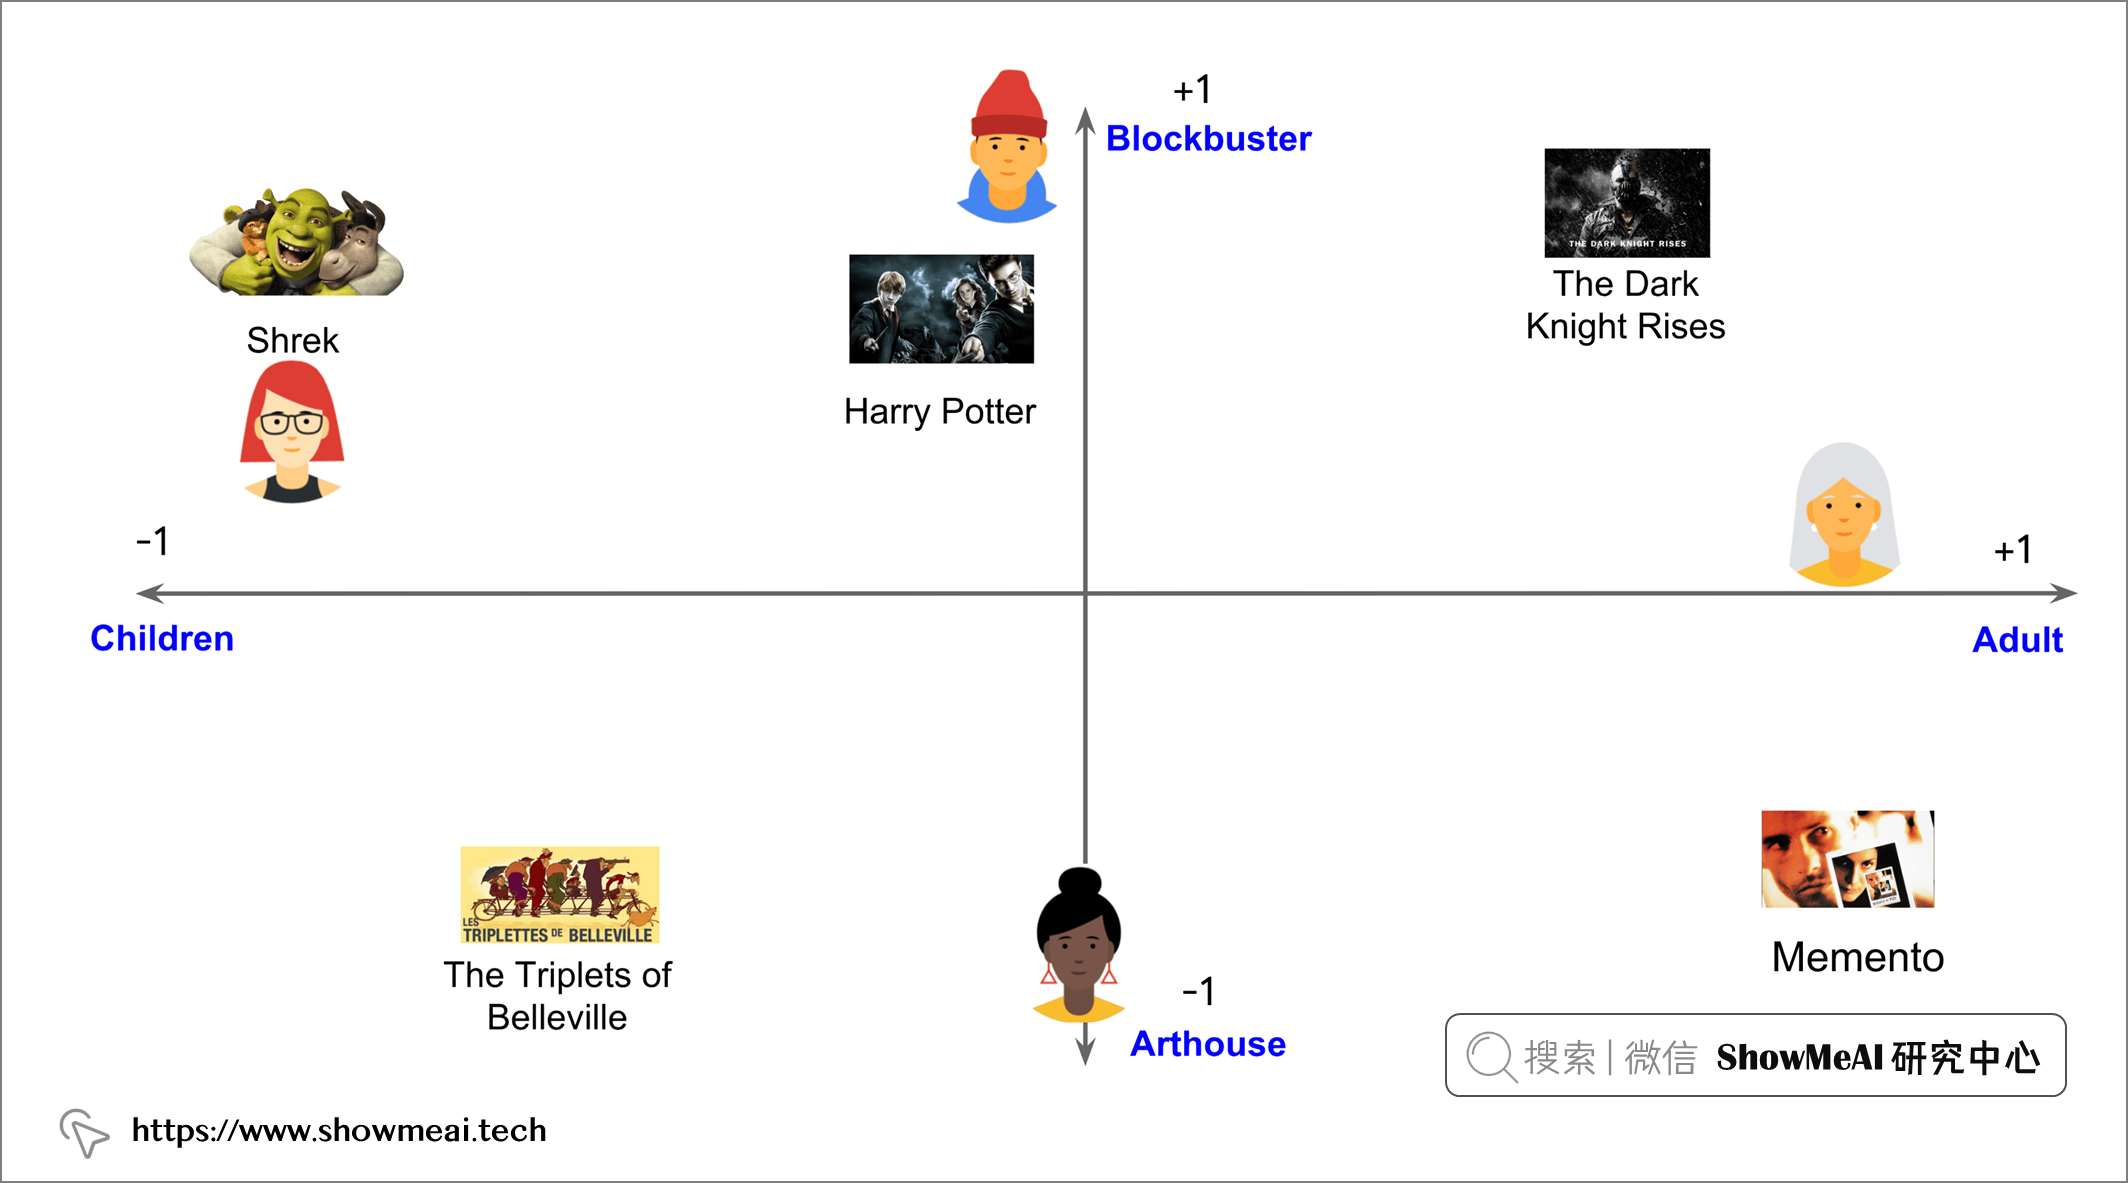 +1
Blockbuster
THE DARK KNIGHT RISES
The Dark
Knight Rises
Shrek
Harry Potter
-1
+1
Children
Adult
LES
TRIPLETTES DE BELLEVILLE
The Triplets of
Belleville
Memento
-1
Arthouse
搜索 | 微信 ShowMeAI 研究中心
https://www.showmeai.tech